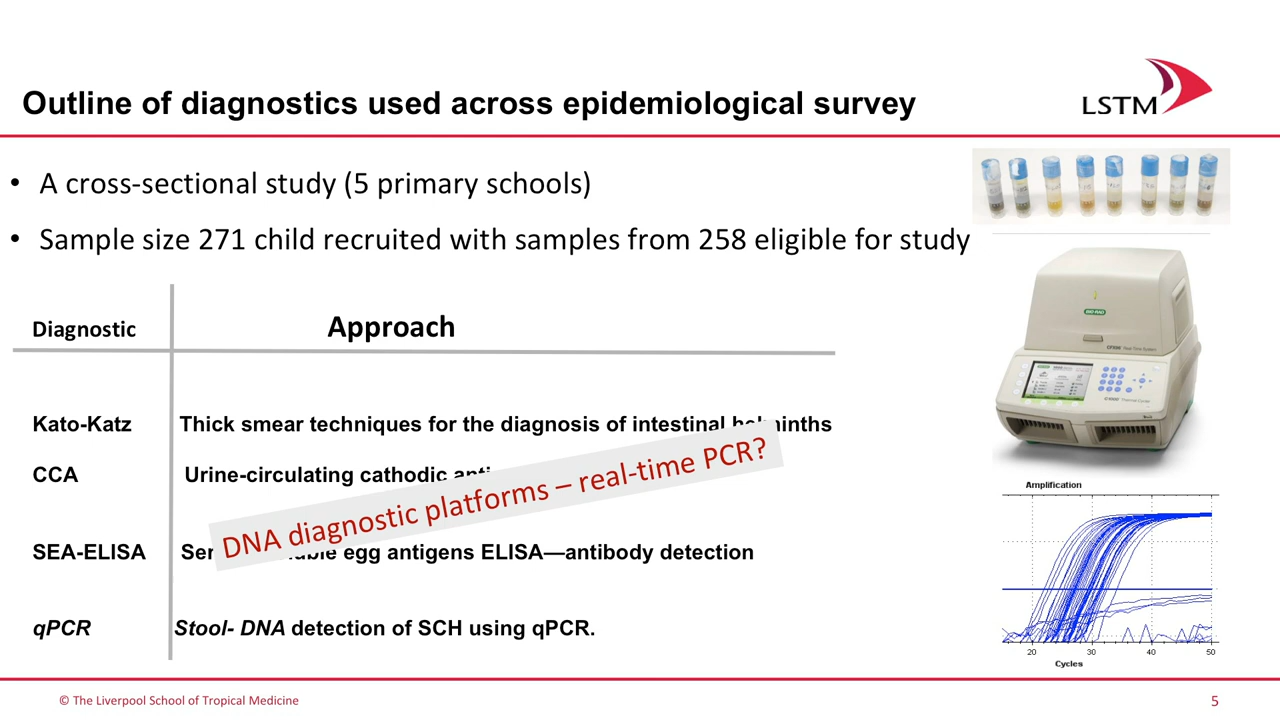 Outline of diagnostics used across epidemiological survey
LSTM
• A cross-sectional study (5 primary schools)
• Sample size 271 child recruited with samples from 258 eligible for study
Diagnostic Approach
Kato-Katz Thick smear techniques for the diagnosis of intestinal
CCA Urine-circulating cathodic
DNA diagnostic platforms – real-time PCR?
SEA-ELISA egg antigens ELISA—antibody detection
qPCR Stool- DNA detection of SCH using qPCR.
BIO-RAD
Amplification
20 30 40 50
Cycles
© The Liverpool School of Tropical Medicine
5